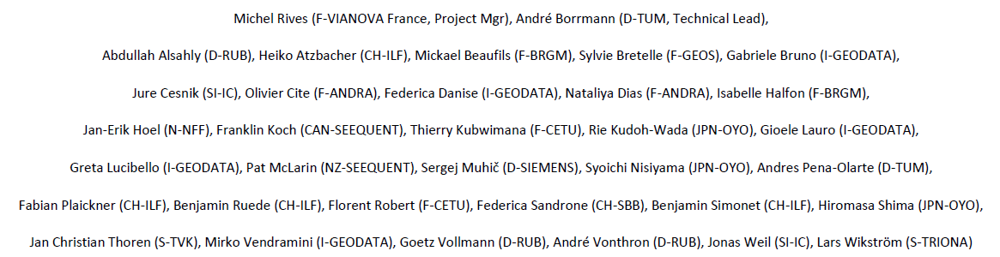 Michel Rives (F-VIANOVA France, Project Mgr), André Borrmann (D-TUM, Technical Lead),
Abdullah Alsahly (D-RUB), Heiko Atzbacher (CH-ILF), Mickael Beaufils (F-BRGM), Sylvie Bretelle (F-GEOS), Gabriele Bruno (I-GEODATA),
Jure Cesnik (SI-IC), Olivier Cite (F-ANDRA), Federica Danise (I-GEODATA), Nataliya Dias (F-ANDRA), Isabelle Halfon (F-BRGM),
Jan-Erik Hoel (N-NFF), Franklin Koch (CAN-SEEQUENT), Thierry Kubwimana (F-CETU), Rie Kudoh-Wada (JPN-OYO), Gioele Lauro (I-GEODATA),
Greta Lucibello (I-GEODATA), Pat McLarin (NZ-SEEQUENT), Sergej Muhič (D-SIEMENS), Syoichi Nisiyama (JPN-OYO), Andres Pena-Olarte (D-TUM),
Fabian Plaickner (CH-ILF), Benjamin Ruede (CH-ILF), Florent Robert (F-CETU), Federica Sandrone (CH-SBB), Benjamin Simonet (CH-ILF), Hiromasa Shima (JPN-OYO),
Jan Christian Thoren (S-TVK), Mirko Vendramini (I-GEODATA), Goetz Vollmann (D-RUB), André Vonthron (D-RUB), Jonas Weil (SI-IC), Lars Wikström (S-TRIONA)